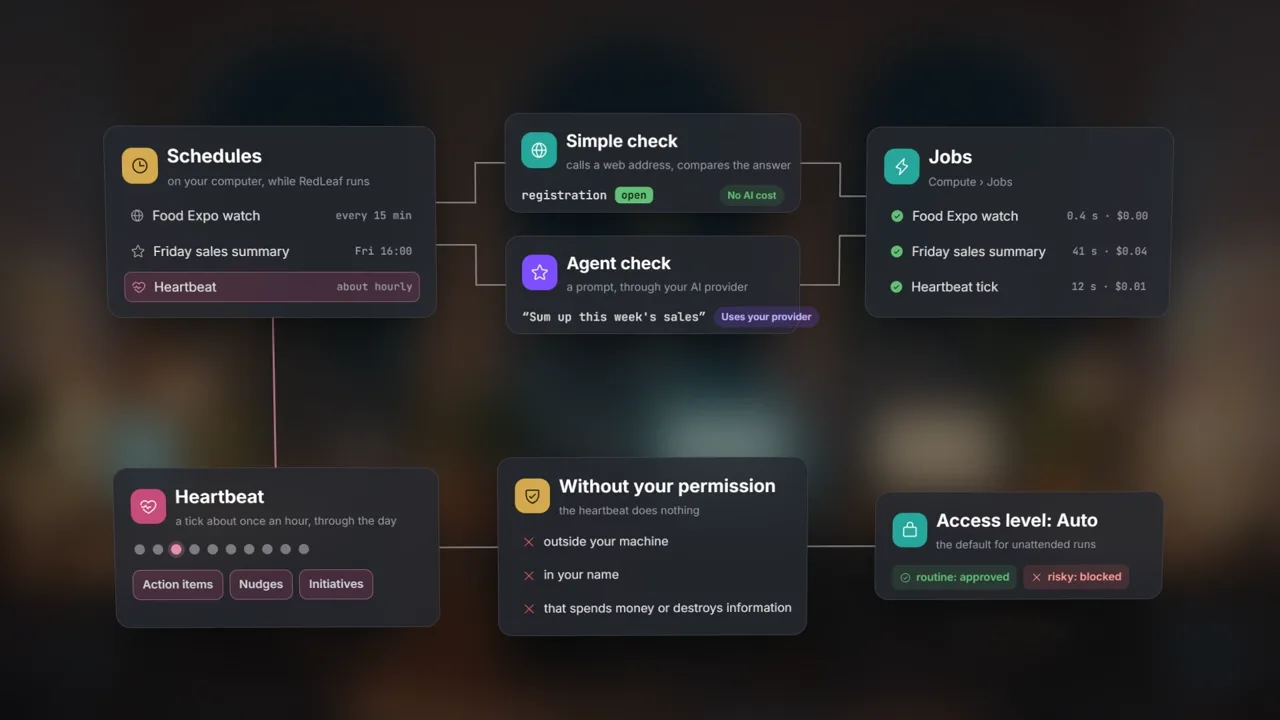 Schedules
on your computer, while RedLeaf runs
Food Expo watch every 15 min
Friday sales summary Fri 16:00
Heartbeat about hourly
Simple check
calls a web address, compares the answer
registration open No AI cost
Agent check
a prompt, through your AI provider
“Sum up this week's sales” Uses your provider
Jobs
Compute › Jobs
Food Expo watch 0.4 s · $0.00
Friday sales summary 41 s · $0.04
Heartbeat tick 12 s · $0.01
Heartbeat
a tick about once an hour, through the day
Action items Nudges Initiatives
Without your permission
the heartbeat does nothing
outside your machine
in your name
that spends money or destroys information
Access level: Auto
the default for unattended runs
routine: approved risky: blocked